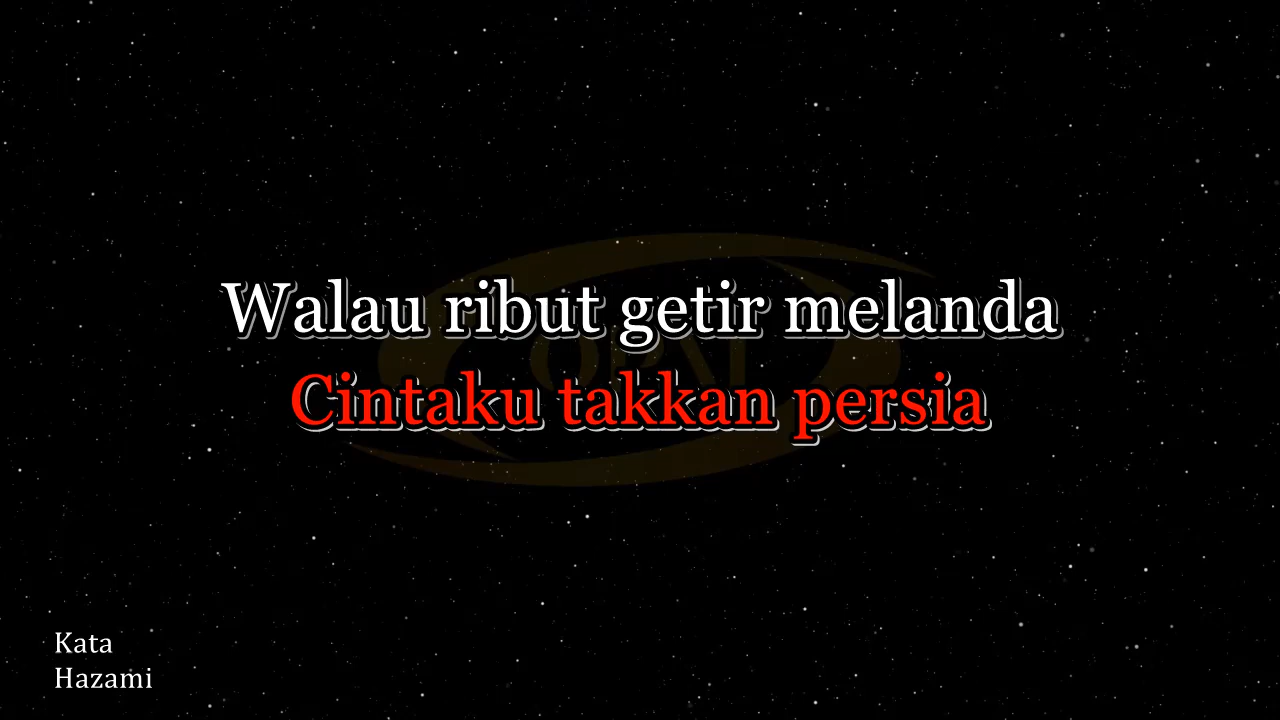 Walau ribut getir melanda
Cintaku takkan persia
Kata
Hazami